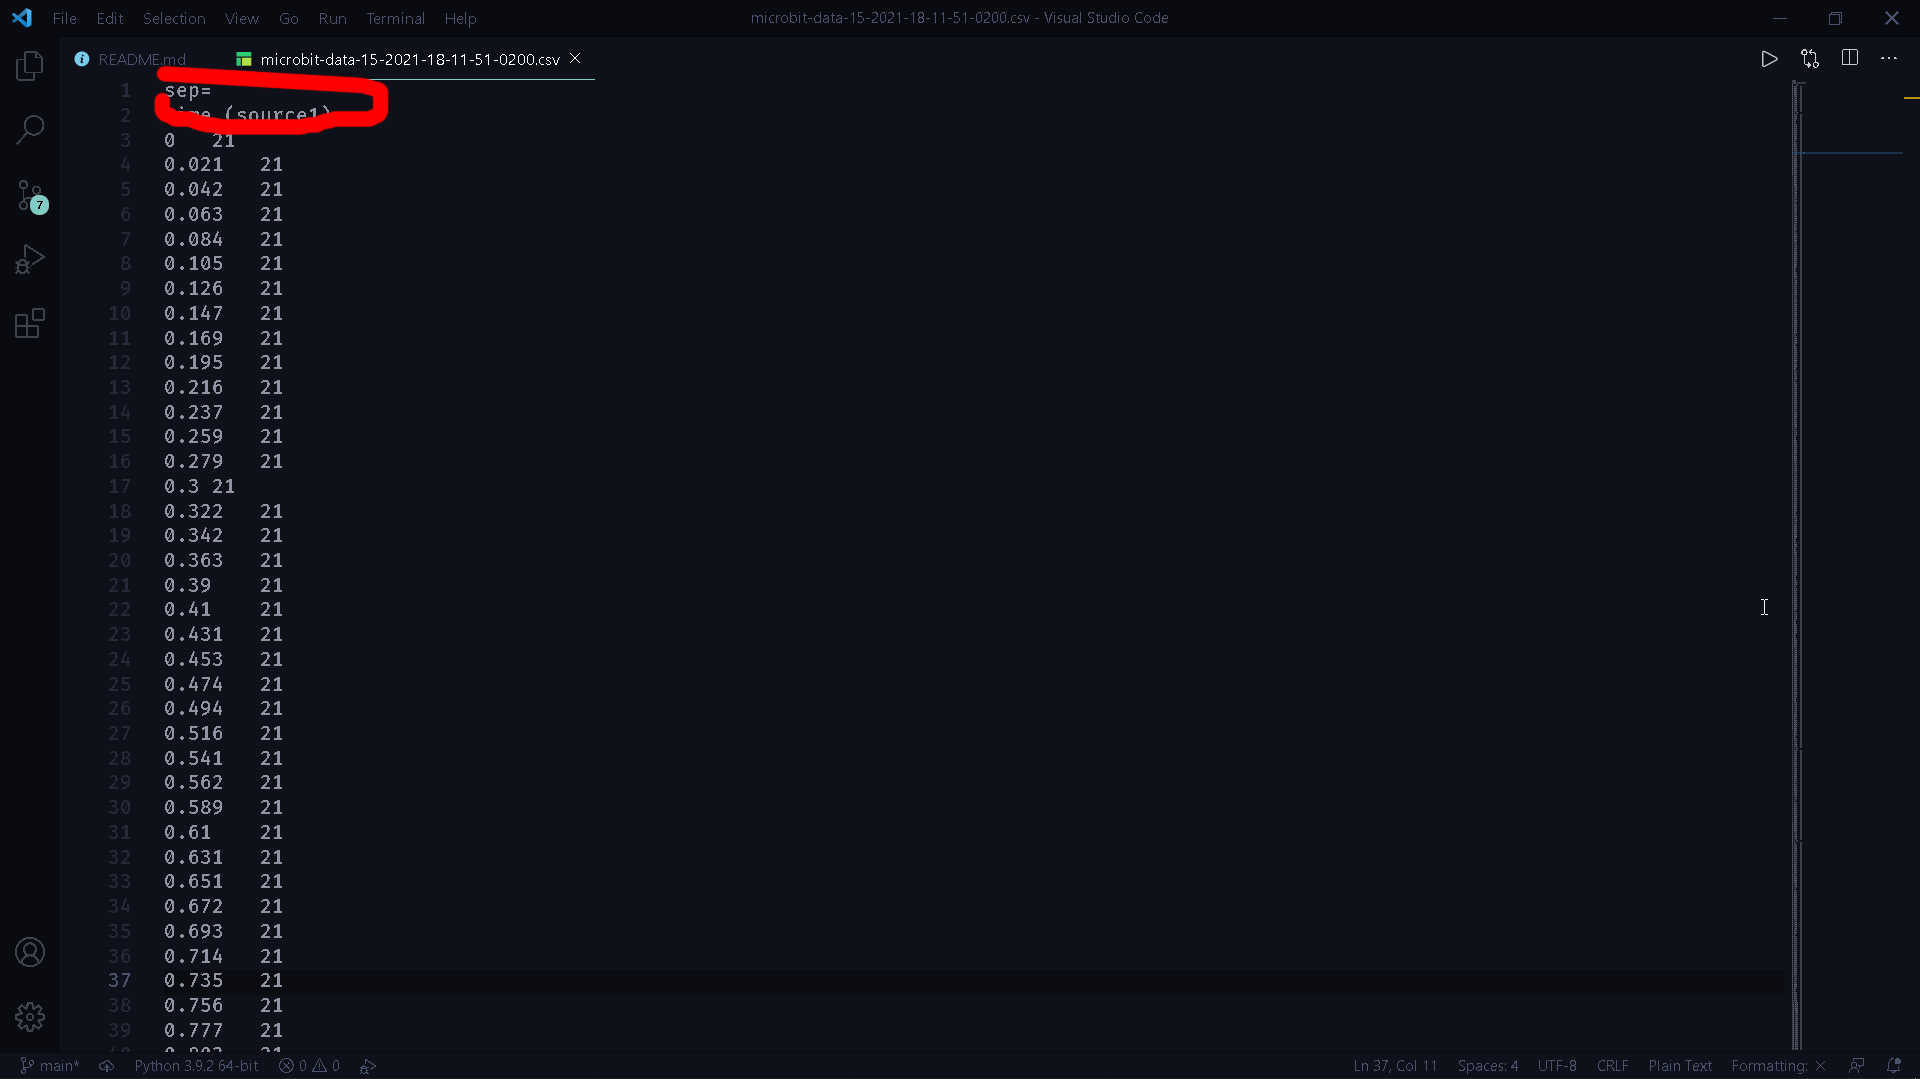 File Edit Selection View Go Run Terminal Help
microbit-data-15-2021-18-11-51-0200.csv - Visual Studio Code
README.md microbit-data-15-2021-18-11-51-0200.csv
1 sep=
2 (source1)
3 0 21
4 0.021 21
5 0.042 21
6 0.063 21
7 0.084 21
8 0.105 21
9 0.126 21
10 0.147 21
11 0.169 21
12 0.195 21
13 0.216 21
14 0.237 21
15 0.259 21
16 0.279 21
17 0.3 21
18 0.322 21
19 0.342 21
20 0.363 21
21 0.39 21
22 0.41 21
23 0.431 21
24 0.453 21
25 0.474 21
26 0.494 21
27 0.516 21
28 0.541 21
29 0.562 21
30 0.589 21
31 0.61 21
32 0.631 21
33 0.651 21
34 0.672 21
35 0.693 21
36 0.714 21
37 0.735 21
38 0.756 21
39 0.777 21
7
main* Python 3.9.2 64-bit 0 0 Ln 37, Col 11 Spaces: 4 UTF-8 CRLF Plain Text Formatting: ×